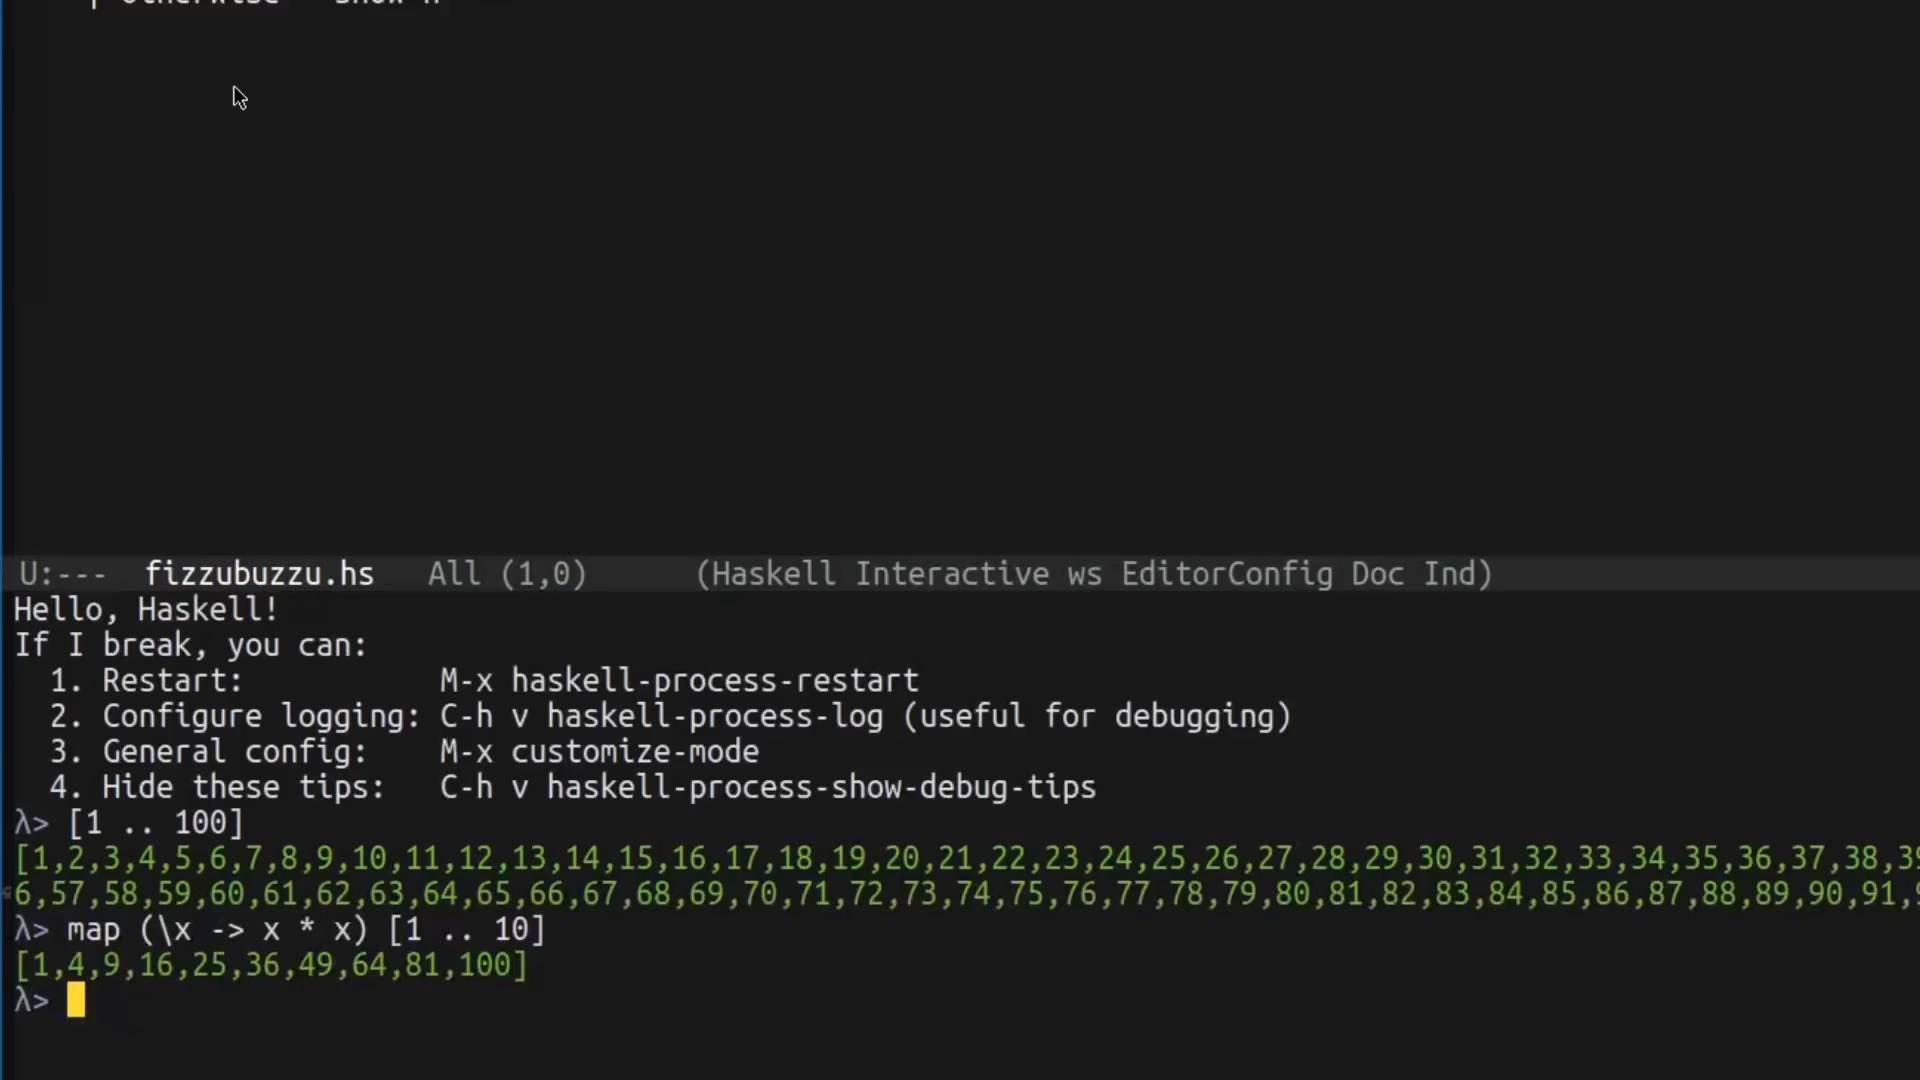 | otherwise = show n
U:---  fizzubuzzu.hs   All (1,0)      (Haskell Interactive ws EditorConfig Doc Ind)
Hello, Haskell!
If I break, you can:
  1. Restart:           M-x haskell-process-restart
  2. Configure logging: C-h v haskell-process-log (useful for debugging)
  3. General config:    M-x customize-mode
  4. Hide these tips:   C-h v haskell-process-show-debug-tips
λ> [1 .. 100]
[1,2,3,4,5,6,7,8,9,10,11,12,13,14,15,16,17,18,19,20,21,22,23,24,25,26,27,28,29,30,31,32,33,34,35,36,37,38,39
6,57,58,59,60,61,62,63,64,65,66,67,68,69,70,71,72,73,74,75,76,77,78,79,80,81,82,83,84,85,86,87,88,89,90,91,
λ> map (\x -> x * x) [1 .. 10]
[1,4,9,16,25,36,49,64,81,100]
λ>